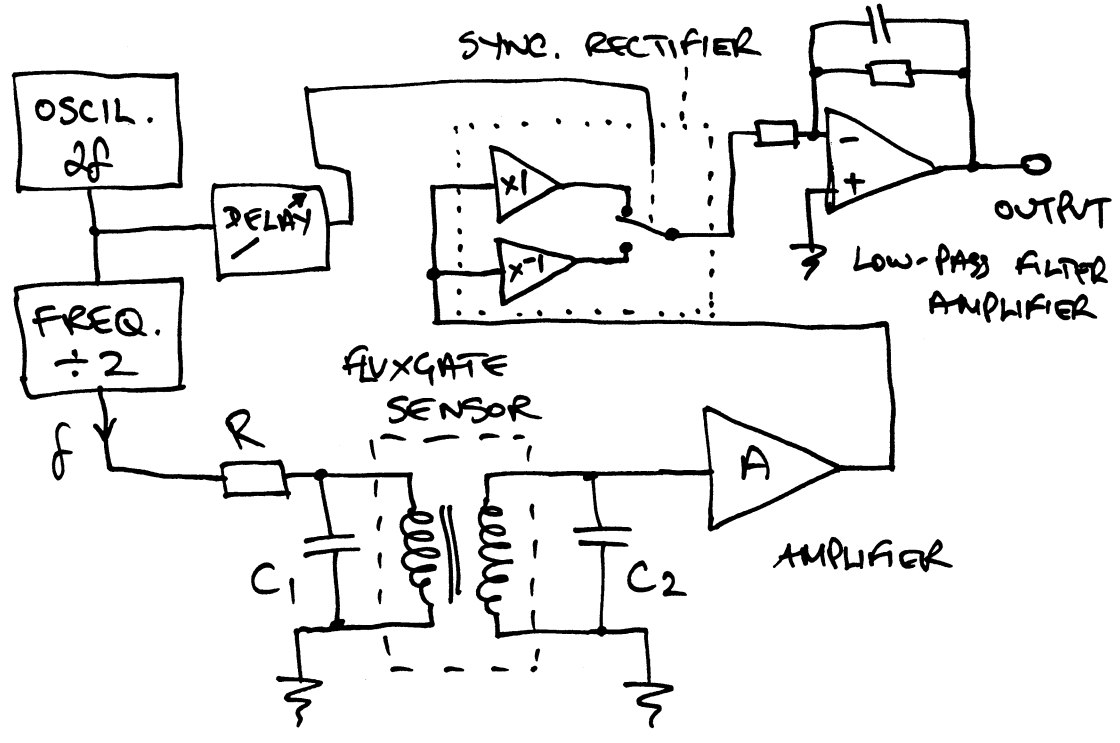 SYNC. RECTIFIER
OSCIL.
2f
DELAY
x1
x-1
-
+
OUTPUT
LOW-PASS FILTER
AMPLIFIER
FREQ.
÷2
f
R
C1
FLUXGATE
SENSOR
C2
A
AMPLIFIER